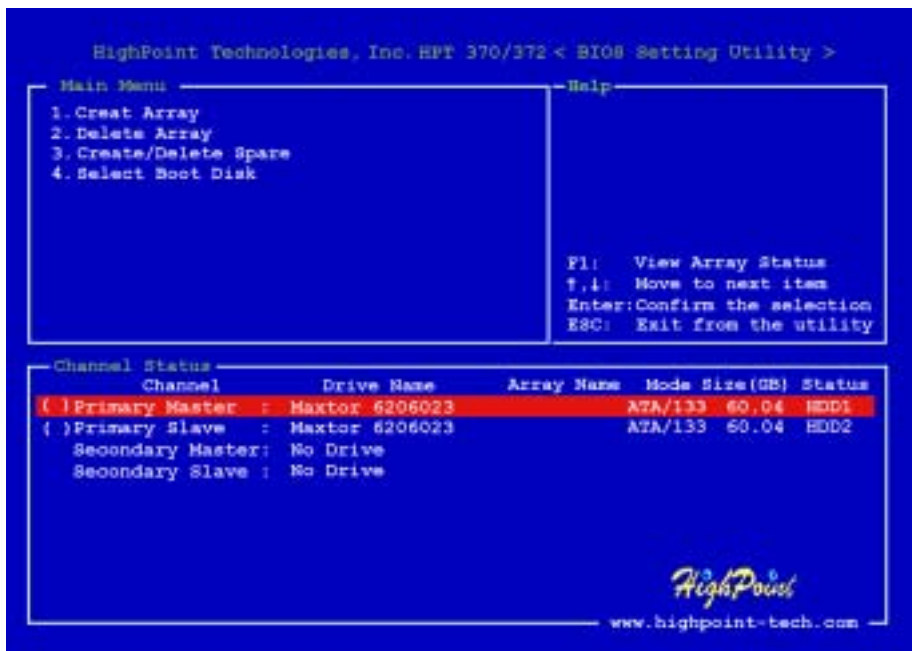 HighPoint Technologies, Inc. HPT 370/372 < BIOS Setting Utility >
Main Menu
1. Creat Array
2. Delete Array
3. Create/Delete Spare
4. Select Boot Disk
Help
F1: View Array Status
↑,↓: Move to next item
Enter: Confirm the selection
ESC: Exit from the utility
Channel Status
Channel Drive Name Array Name Mode Size(GB) Status
( ) Primary Master : Maxtor 6206023 ATA/133 60.04 HDD1
( ) Primary Slave : Maxtor 6206023 ATA/133 60.04 HDD2
Secondary Master: No Drive
Secondary Slave : No Drive
HighPoint
www.highpoint-tech.com